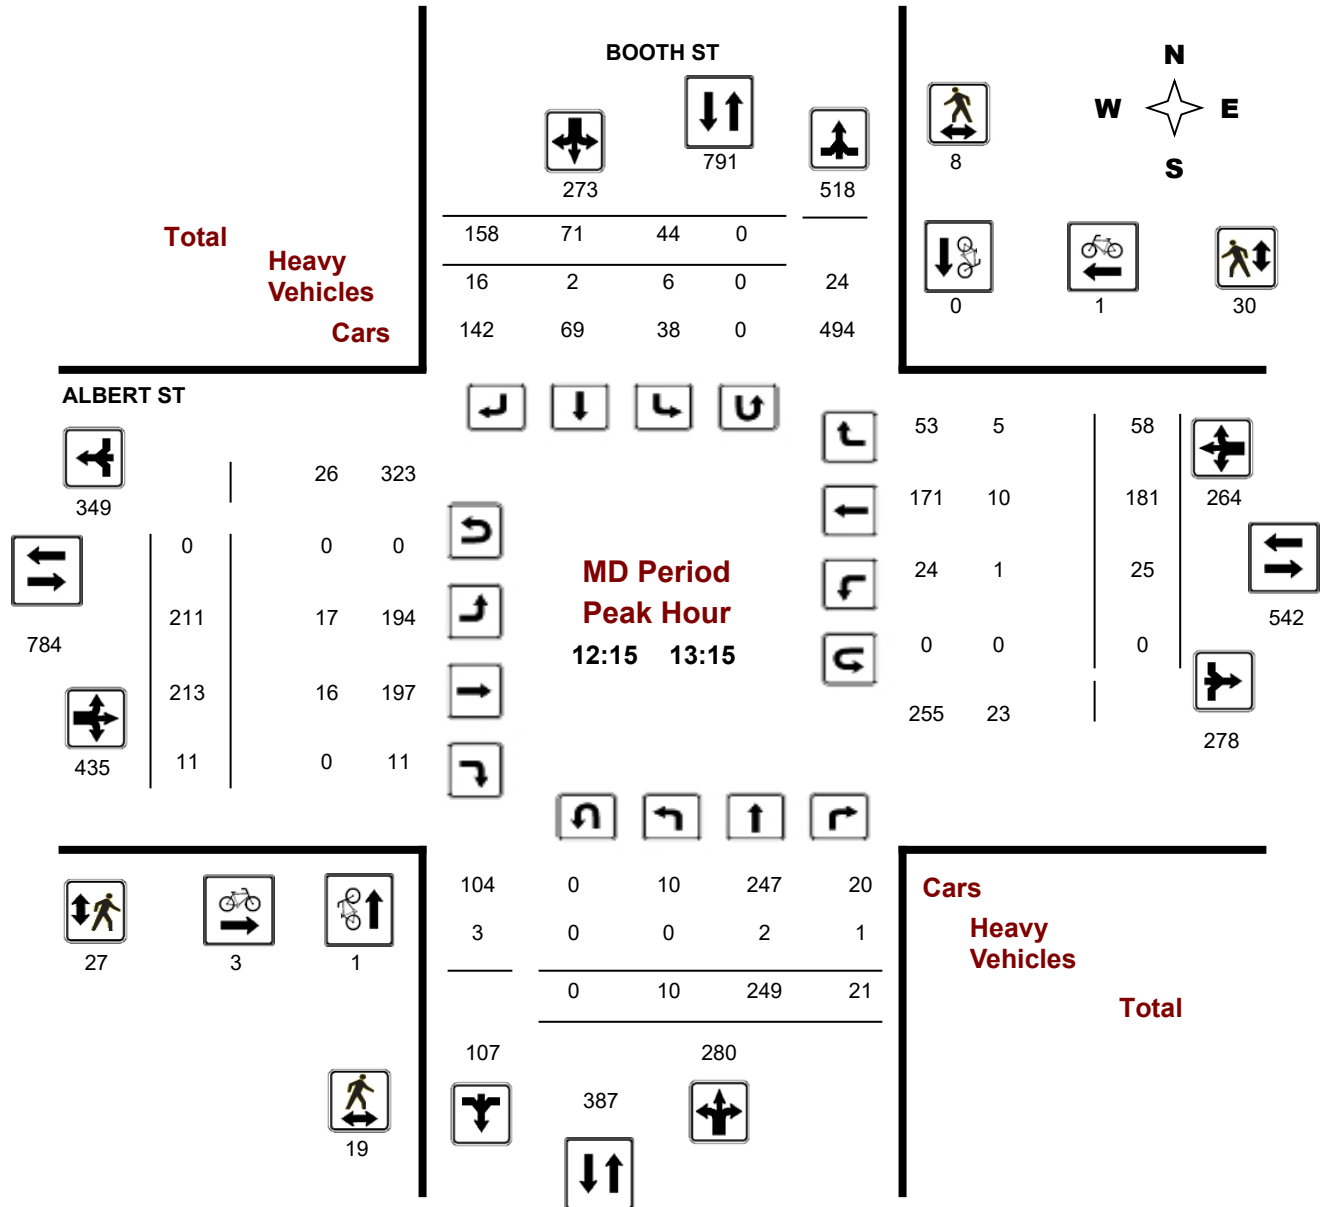 BOOTH ST
N
W E
S
791
273
518
8
158 71 44 0
Total
Heavy
Vehicles
Cars
16 2 6 0 24
142 69 38 0 494
0 1 30
ALBERT ST
53 5 58
26 323
349
171 10 181 264
0 0 0
MD Period
24 1 25
Peak Hour
211 17 194
542
784
12:15 13:15
0 0 0
213 16 197
255 23
278
435
11 0 11
104 0 10 247 20
Cars
3 0 0 2 1
Heavy
Vehicles
27 3 1
0 10 249 21
Total
107 280
387
19